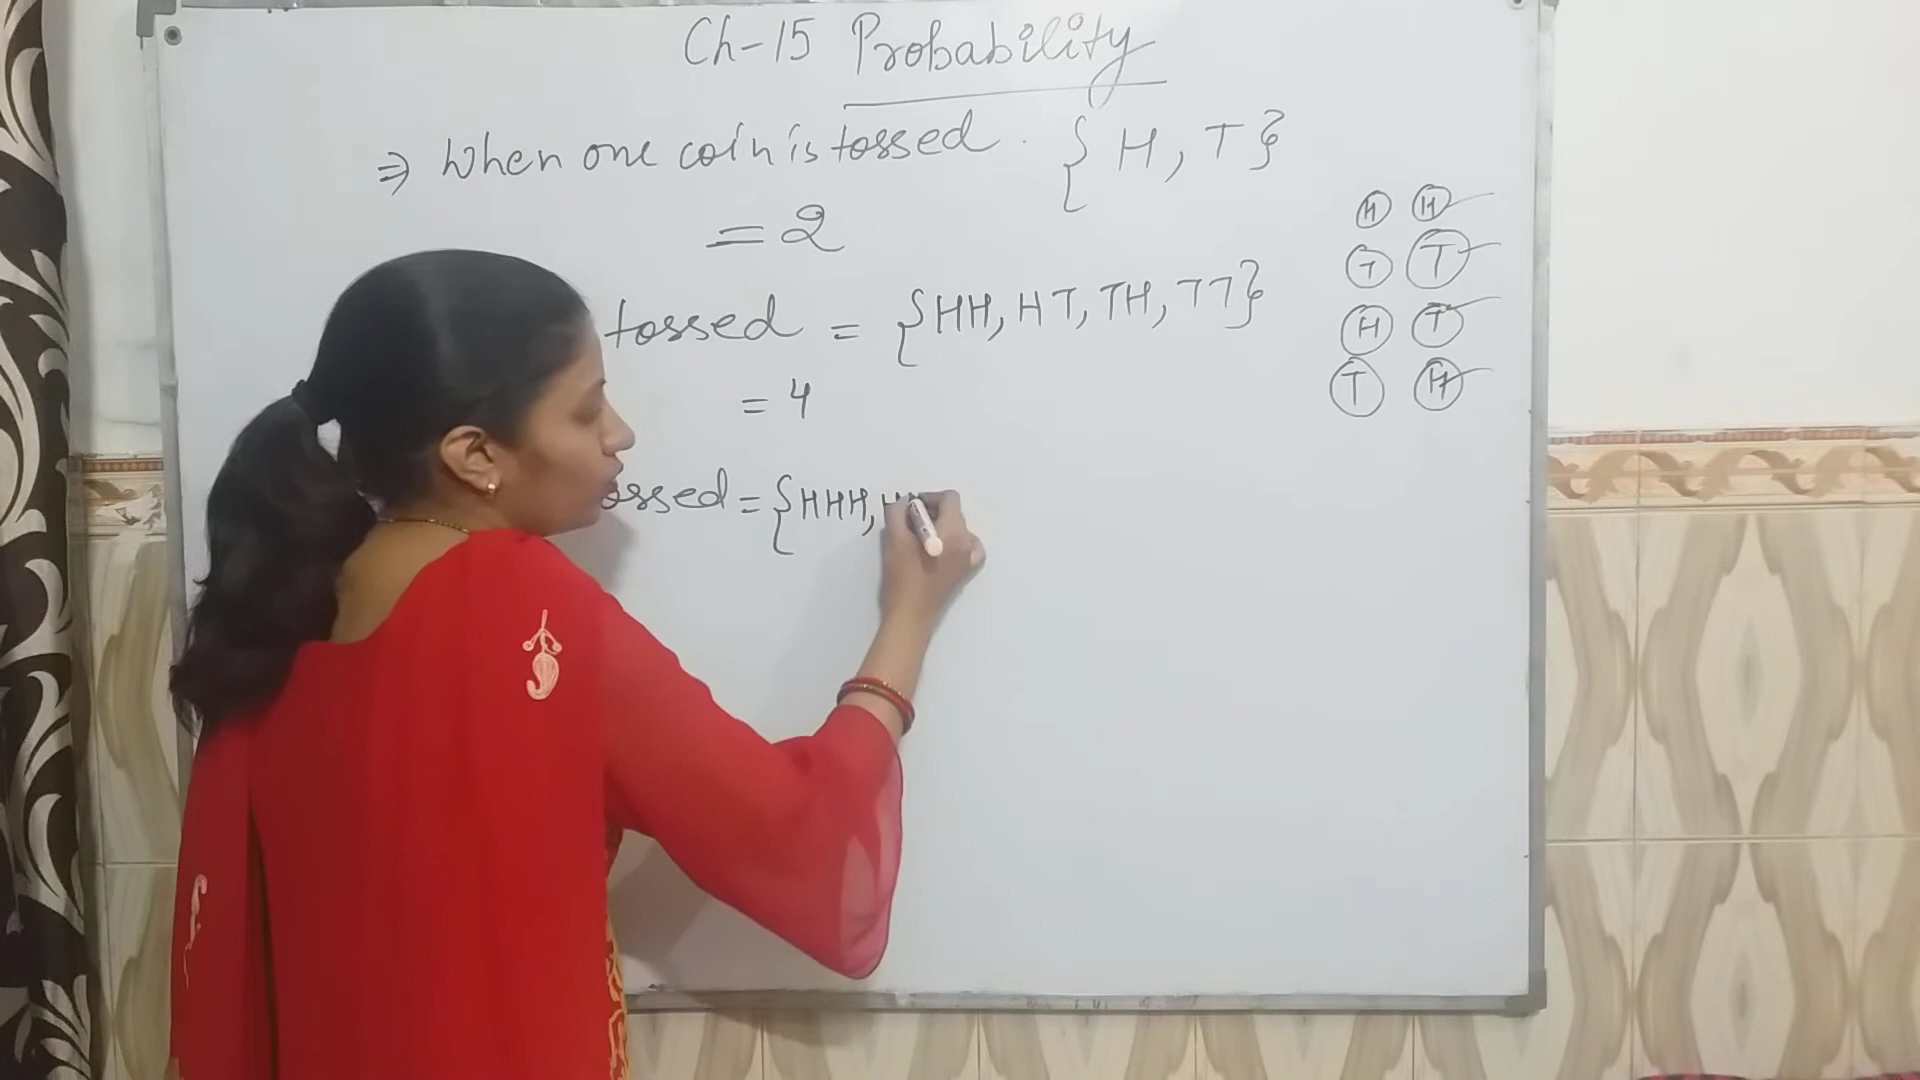 Ch-15 Probability
⇒ When one coin is tossed. { H, T }
= 2
H H
T T
H T
T H
tossed = { HH, HT, TH, TT }
= 4
ossed = { HHH,